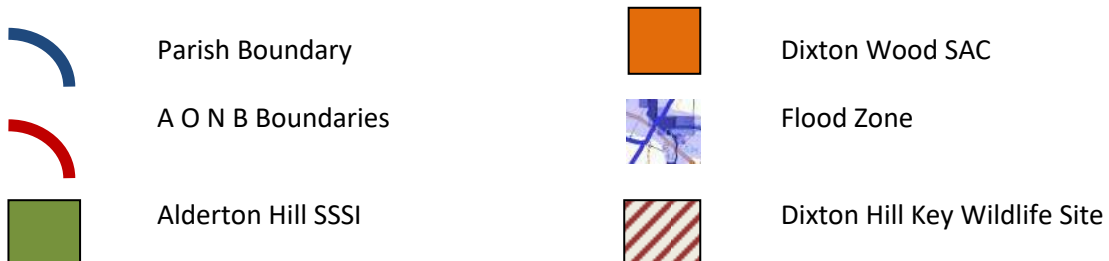 Parish Boundary
Dixton Wood SAC
A O N B Boundaries
Flood Zone
Alderton Hill SSSI
Dixton Hill Key Wildlife Site